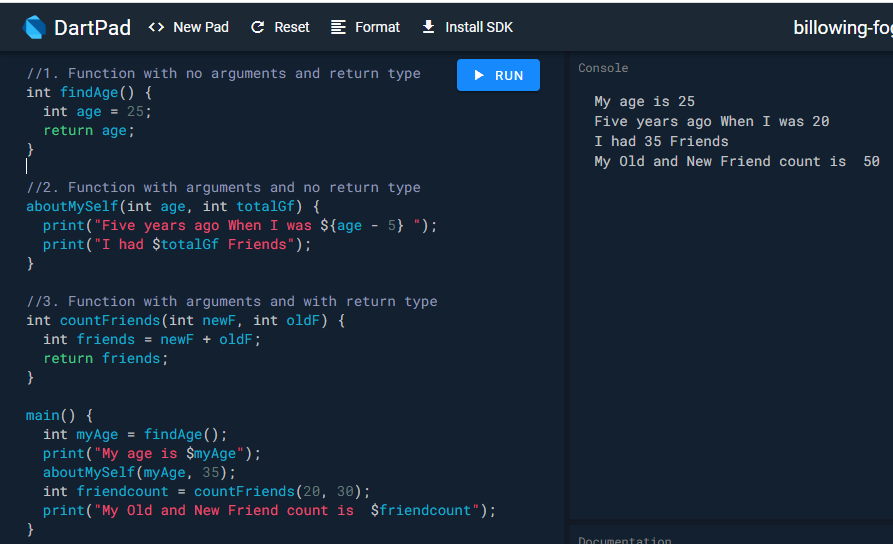 DartPad <> New Pad Reset Format Install SDK billowing-fog
//1. Function with no arguments and return type
RUN
int findAge() {
  int age = 25;
  return age;
}
//2. Function with arguments and no return type
aboutMySelf(int age, int totalGf) {
  print("Five years ago When I was ${age - 5} ");
  print("I had $totalGf Friends");
}
//3. Function with arguments and with return type
int countFriends(int newF, int oldF) {
  int friends = newF + oldF;
  return friends;
}
main() {
  int myAge = findAge();
  print("My age is $myAge");
  aboutMySelf(myAge, 35);
  int friendcount = countFriends(20, 30);
  print("My Old and New Friend count is  $friendcount");
}
Console
My age is 25
Five years ago When I was 20
I had 35 Friends
My Old and New Friend count is  50
Documentation